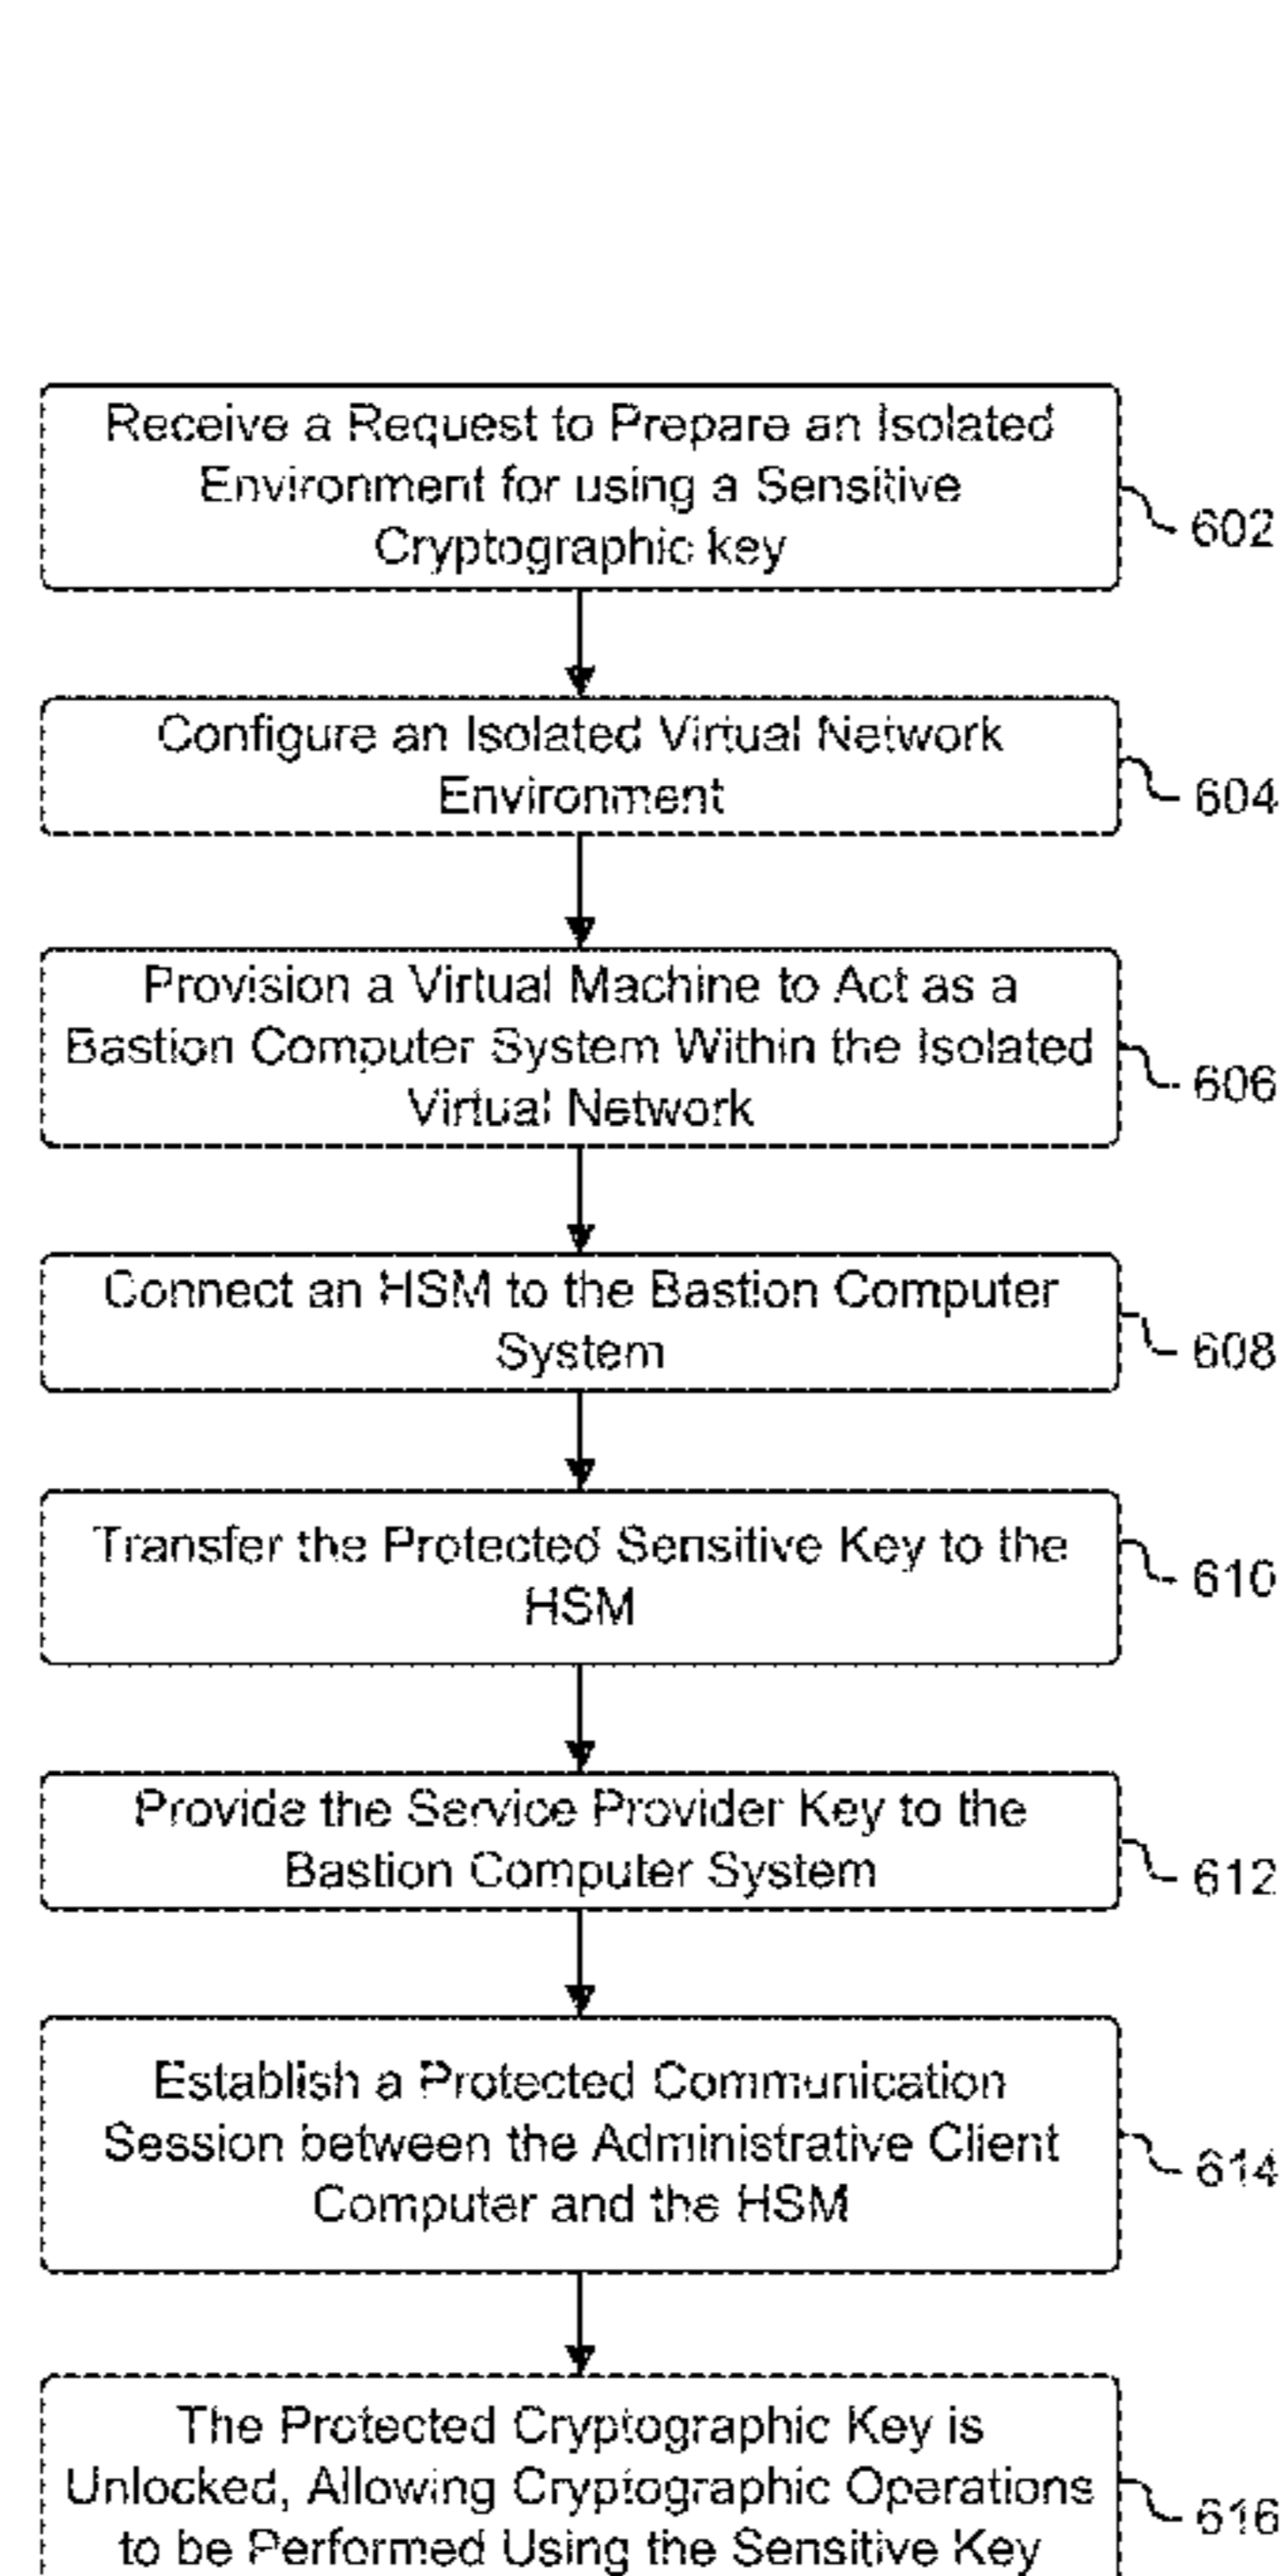 Receive a Request to Prepare an Isolated
Environment for using a Sensitive
Cryptographic key
602
Configure an Isolated Virtual Network
Environment
604
Provision a Virtual Machine to Act as a
Bastion Computer System Within the Isolated
Virtual Network
606
Connect an HSM to the Bastion Computer
System
608
Transfer the Protected Sensitive Key to the
HSM
610
Provide the Service Provider Key to the
Bastion Computer System
612
Establish a Protected Communication
Session between the Administrative Client
Computer and the HSM
614
The Protected Cryptographic Key is
Unlocked, Allowing Cryptographic Operations
to be Performed Using the Sensitive Key
616